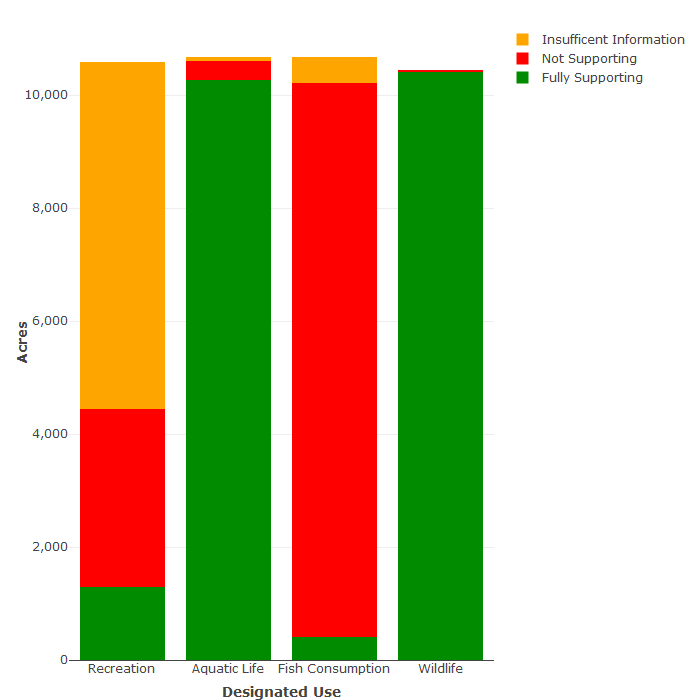 Insufficent Information
Not Supporting
Fully Supporting
10,000
8,000
6,000
4,000
2,000
0
Acres
Recreation Aquatic Life Fish Consumption Wildlife
Designated Use